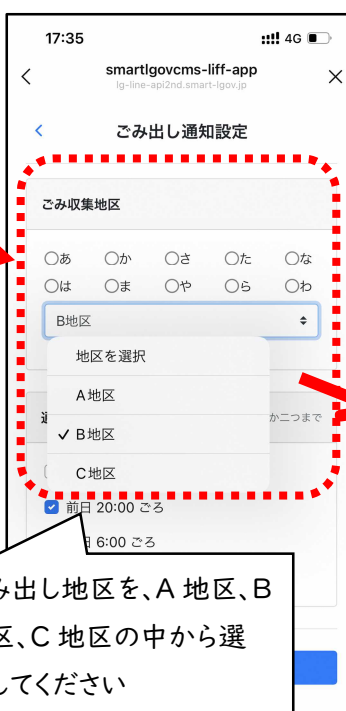 17:35
4G
smartlgovcms-liff-app
lg-line-api2nd.smart-lgov.jp
ごみ出し通知設定
ごみ収集地区
あ か さ た な
は ま や ら わ
B地区
地区を選択
A地区
✓ B地区
C地区
か二つまで
前日 20:00 ごろ
6:00 ごろ
み出し地区を、A 地区、B
区、C 地区の中から選
してください